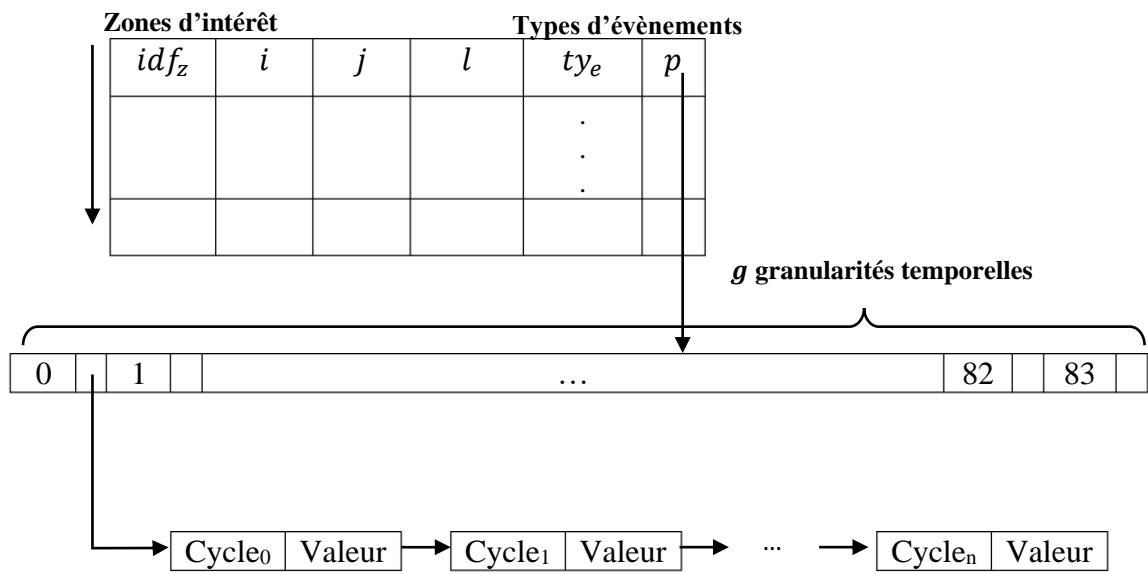 Zones d'intérêt Types d'évènements
idf_z i j l ty_e p
.
.
.
g granularités temporelles
0 1 ... 82 83
Cycle₀ Valeur Cycle₁ Valeur ... Cycleₙ Valeur